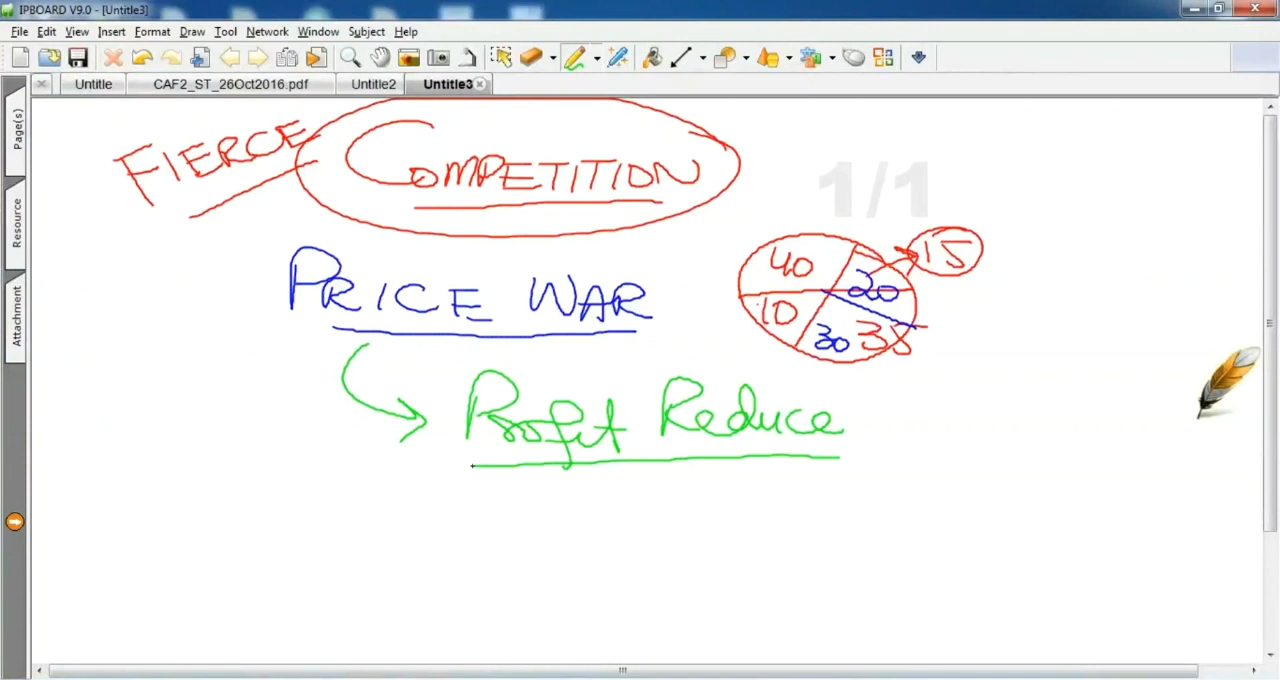 IPBOARD V9.0 - [Untitle3]
File Edit View Insert Format Draw Tool Network Window Subject Help
Untitle CAF2_ST_26Oct2016.pdf Untitle2 Untitle3
Page(s)
Resource
Attachment
1/1
FIERCE COMPETITION
PRICE WAR
40 20 15
10 30 35
Profit Reduce